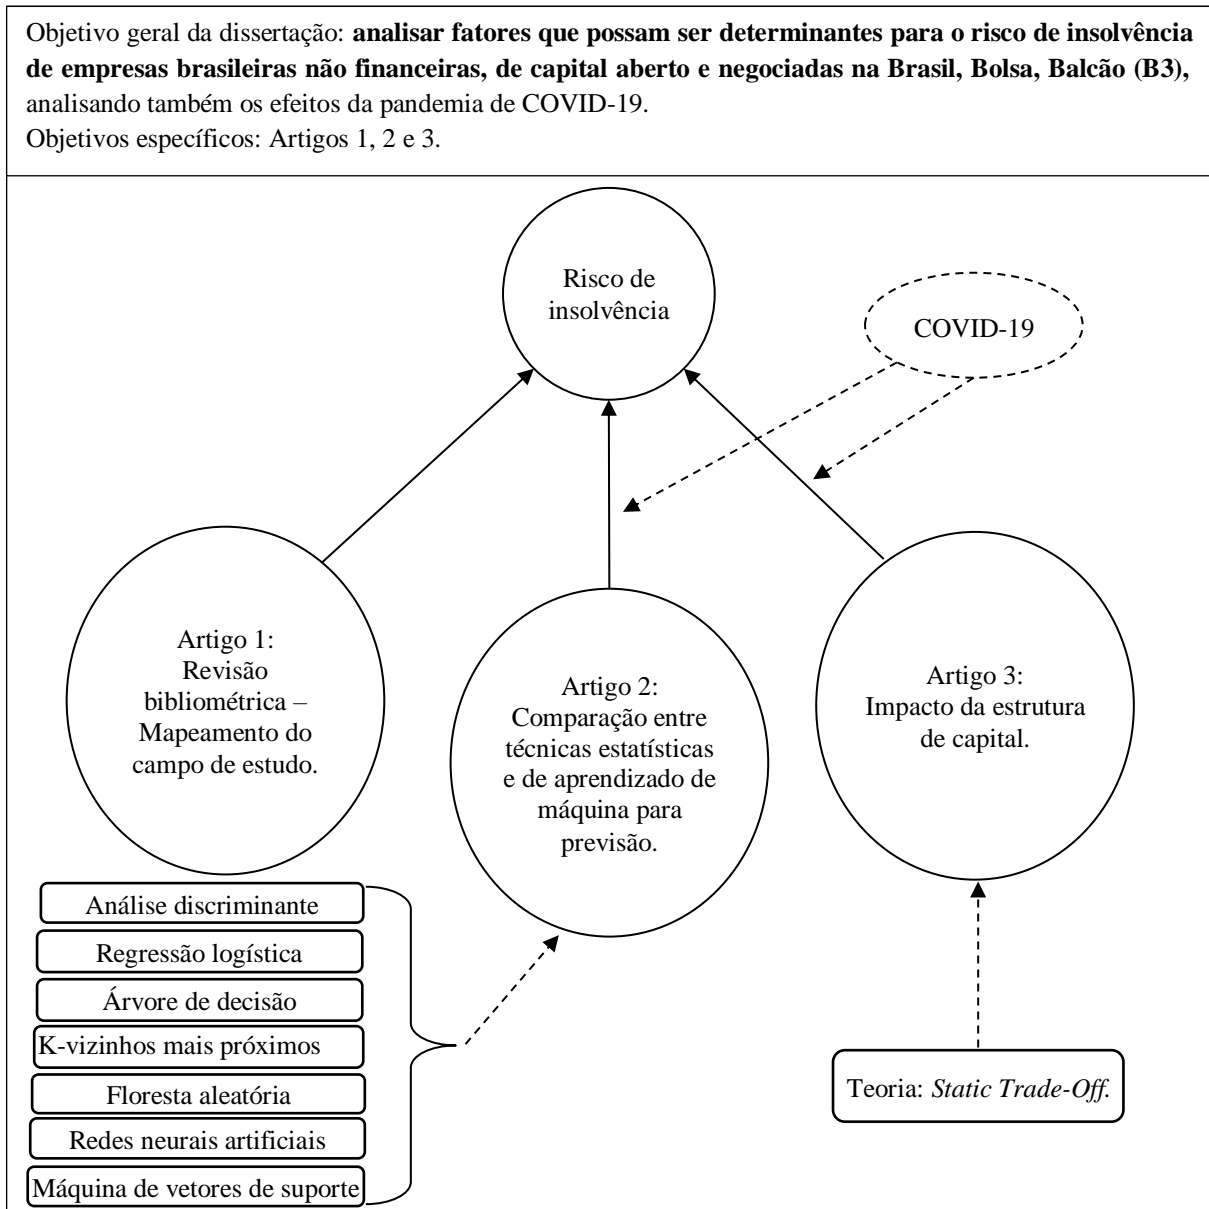 Objetivo geral da dissertação: analisar fatores que possam ser determinantes para o risco de insolvência
de empresas brasileiras não financeiras, de capital aberto e negociadas na Brasil, Bolsa, Balcão (B3),
analisando também os efeitos da pandemia de COVID-19.
Objetivos específicos: Artigos 1, 2 e 3.
Risco de
insolvência
COVID-19
Artigo 1:
Revisão
bibliométrica –
Mapeamento do
campo de estudo.
Artigo 2:
Comparação entre
técnicas estatísticas
e de aprendizado de
máquina para
previsão.
Artigo 3:
Impacto da estrutura
de capital.
Análise discriminante
Regressão logística
Árvore de decisão
K-vizinhos mais próximos
Floresta aleatória
Redes neurais artificiais
Máquina de vetores de suporte
Teoria: Static Trade-Off.